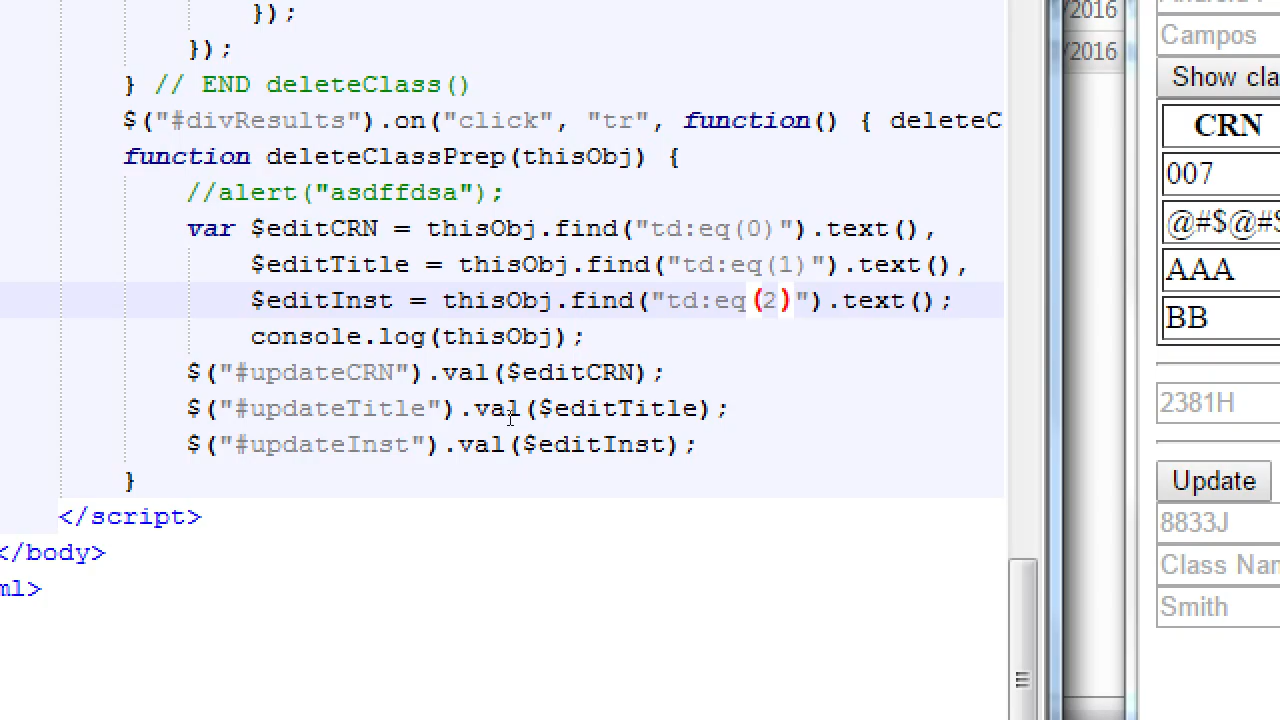 });
});
} // END deleteClass()
$("#divResults").on("click", "tr", function() { deleteC
function deleteClassPrep(thisObj) {
//alert("asdffdsa");
var $editCRN = thisObj.find("td:eq(0)").text(),
$editTitle = thisObj.find("td:eq(1)").text(),
$editInst = thisObj.find("td:eq(2)").text();
console.log(thisObj);
$("#updateCRN").val($editCRN);
$("#updateTitle").val($editTitle);
$("#updateInst").val($editInst);
}
</script>
</body>
ml>
/2016
/2016
Campos
Show cla
CRN
007
@#$@#$
AAA
BB
2381H
Update
8833J
Class Nan
Smith